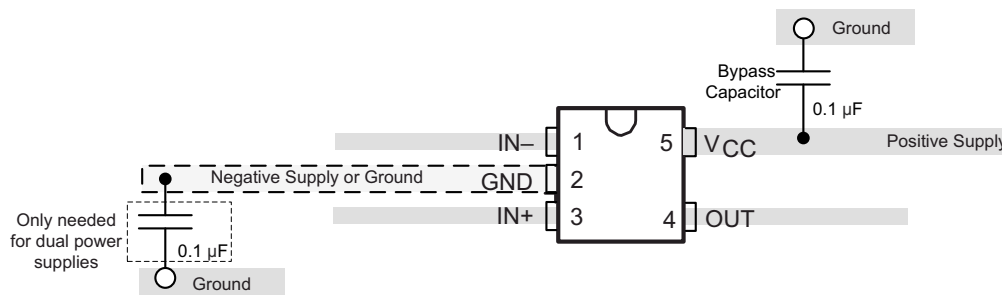 Ground
Bypass
Capacitor
0.1 µF
IN–
1
5
VCC
Positive Supply
Negative Supply or Ground
GND
2
IN+
3
4
OUT
Only needed
for dual power
supplies
0.1 µF
Ground